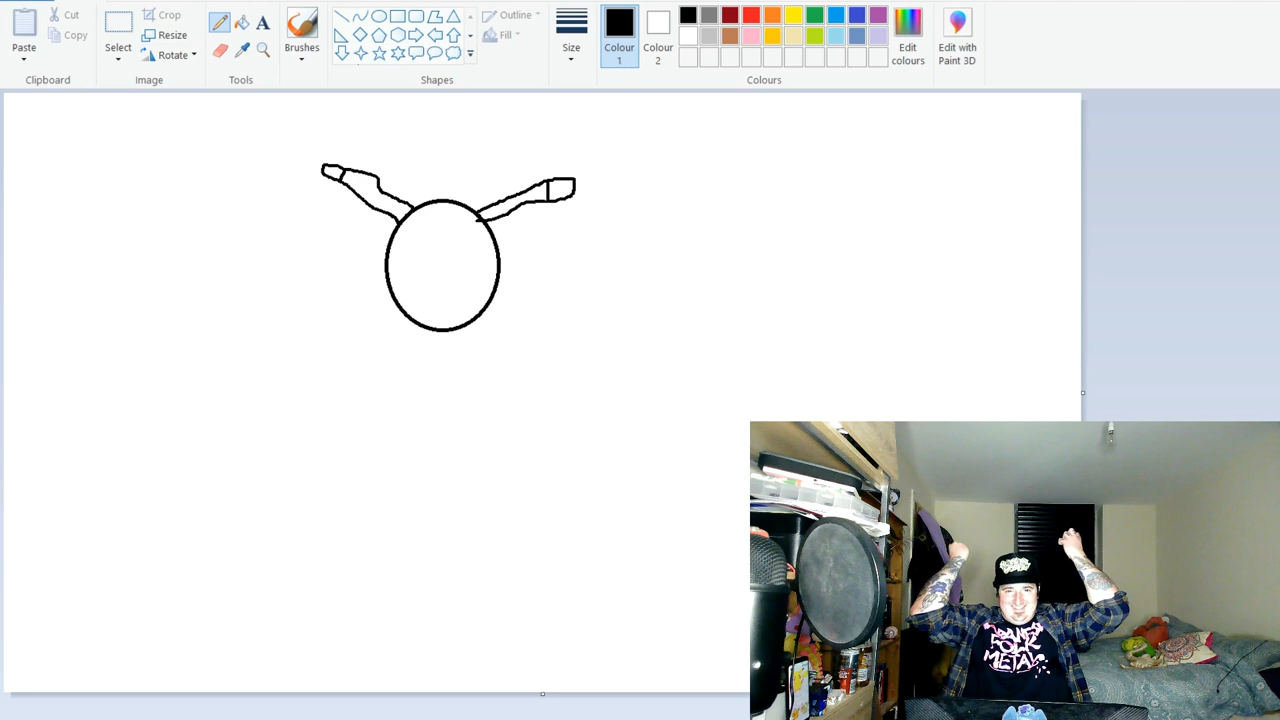 Paste
Cut
Copy
Clipboard
Select
Crop
Resize
Rotate
Image
A
Tools
Brushes
Shapes
Outline
Fill
Size
Colour
1
Colour
2
Colours
Edit
colours
Edit with
Paint 3D
FOLK
METAL